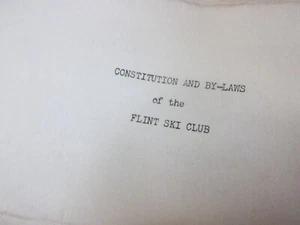 CONSTITUTION AND BY-LAWS
of the
FLINT SKI CLUB